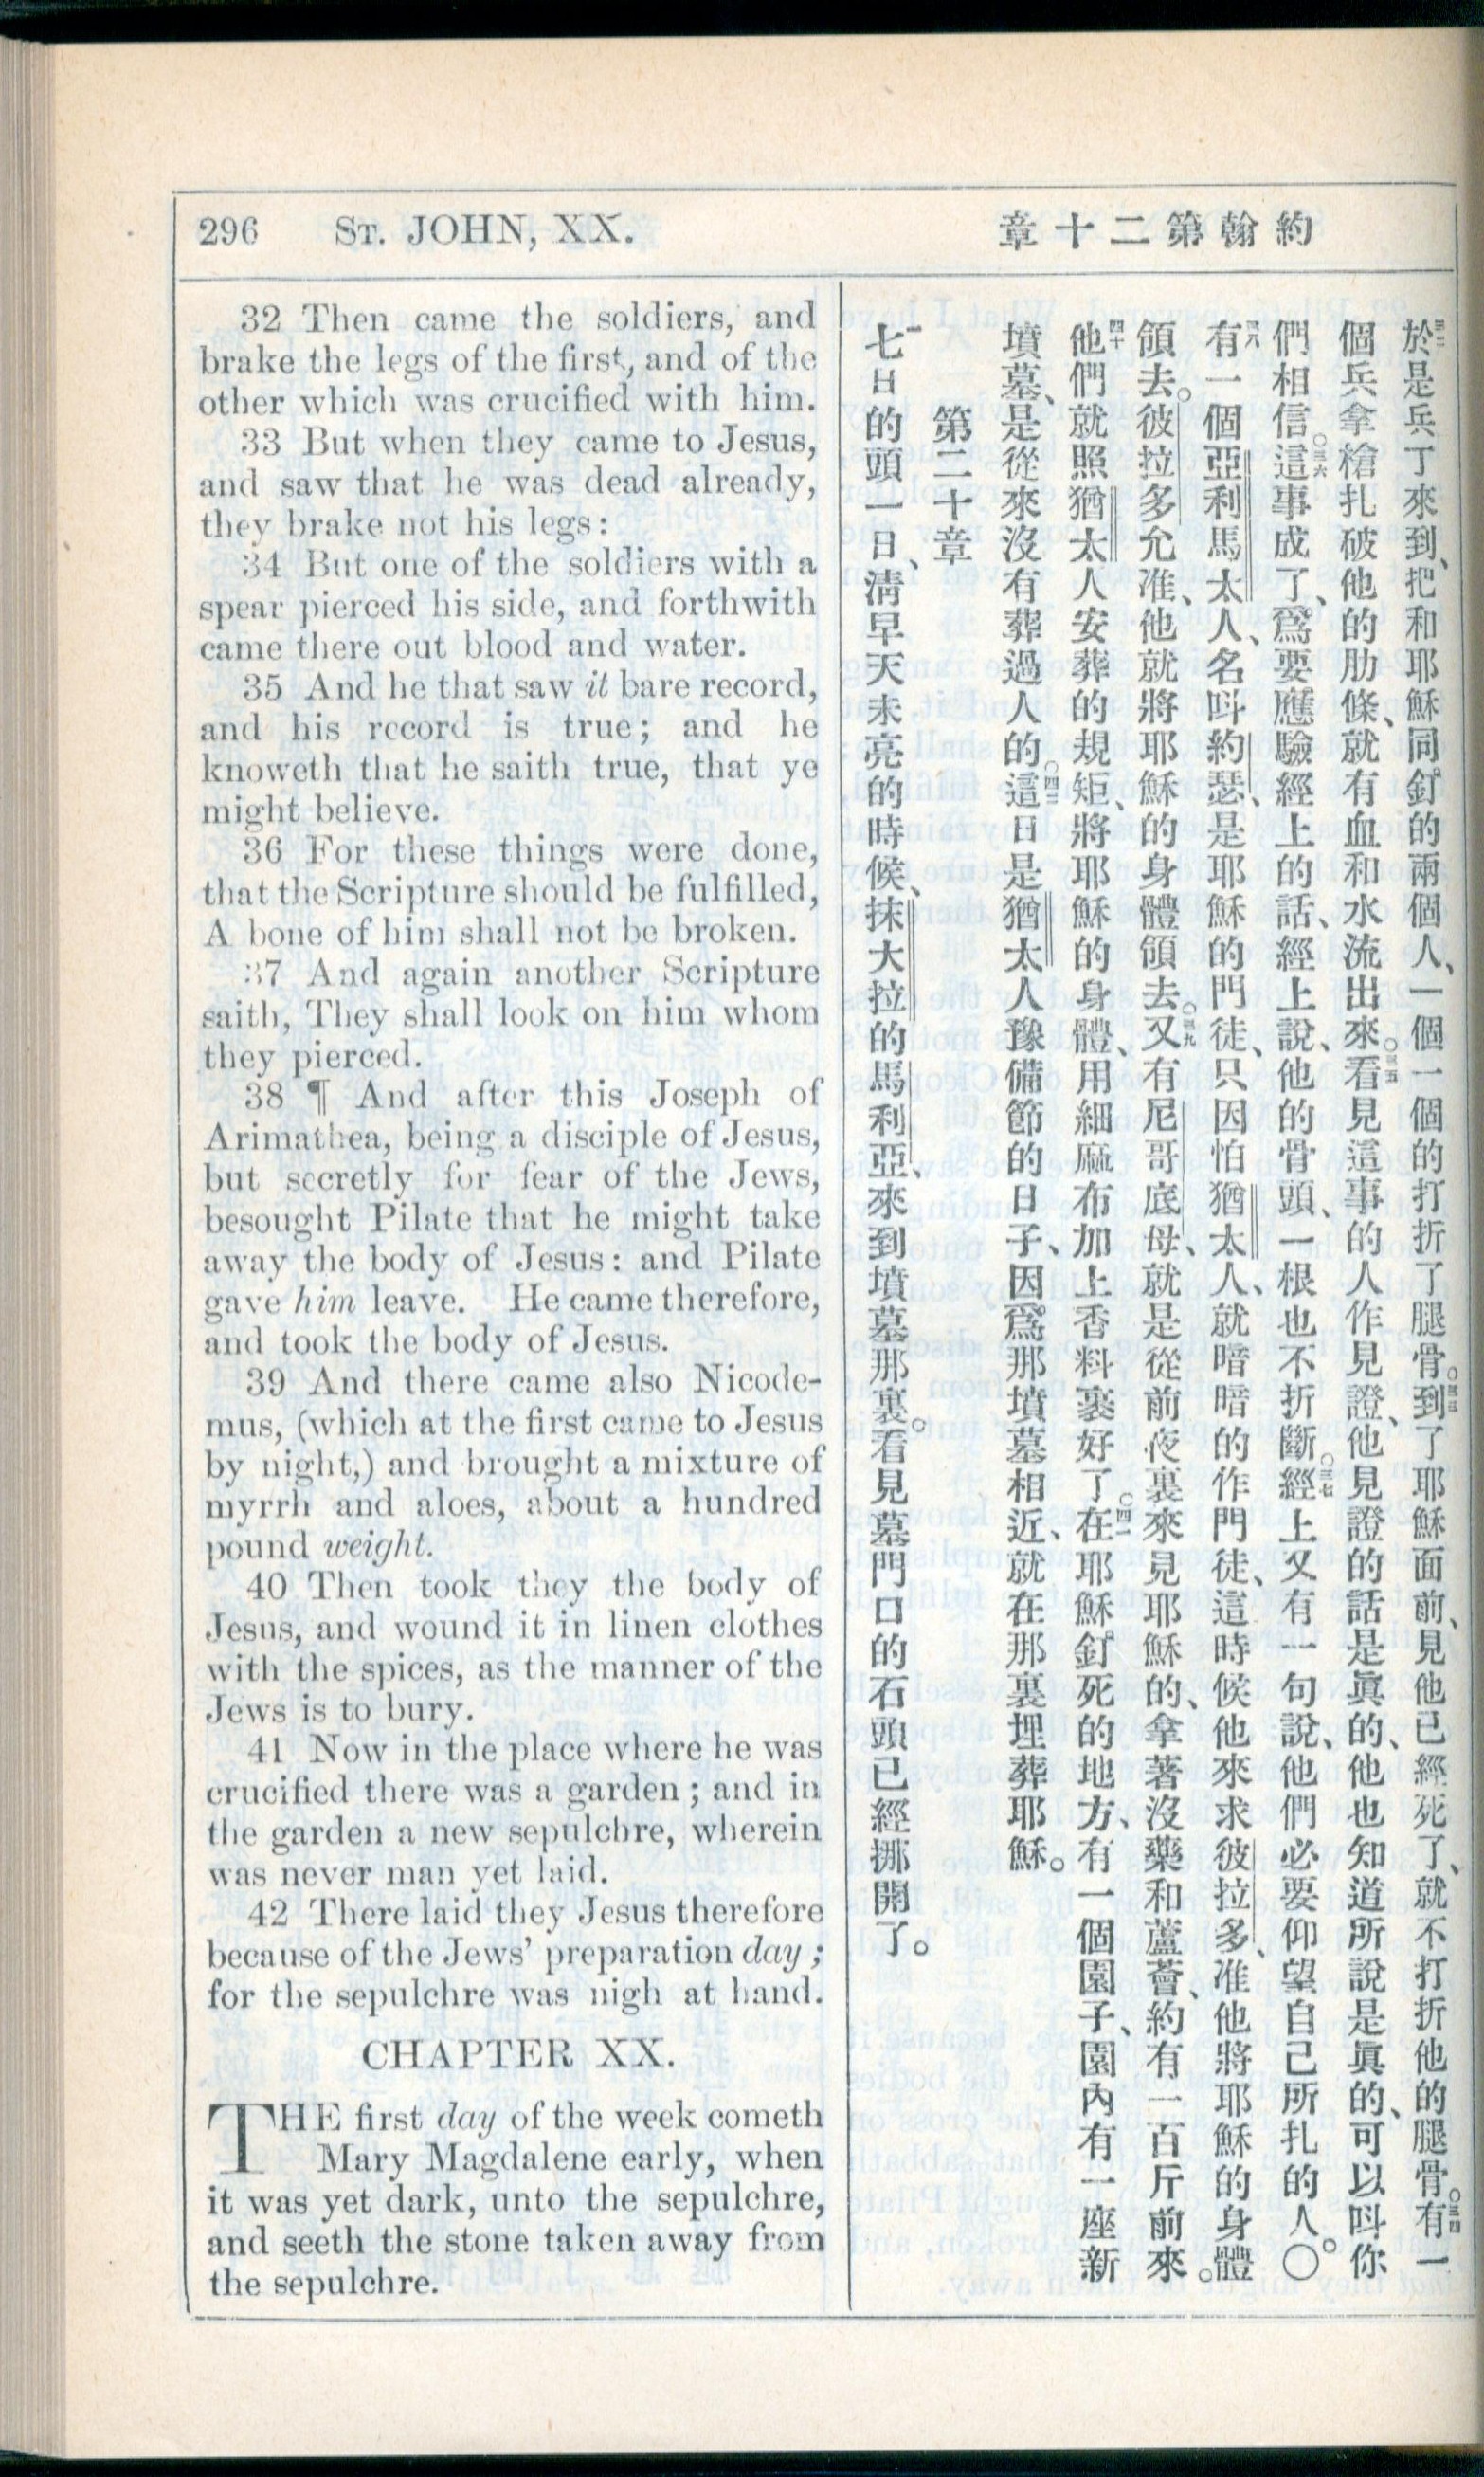 296 ST. JOHN, XX.
約翰第二十章
32 Then came the soldiers, and
brake the legs of the first, and of the
other which was crucified with him.
33 But when they came to Jesus,
and saw that he was dead already,
they brake not his legs:
34 But one of the soldiers with a
spear pierced his side, and forthwith
came there out blood and water.
35 And he that saw it bare record,
and his record is true; and he
knoweth that he saith true, that ye
might believe.
36 For these things were done,
that the Scripture should be fulfilled,
A bone of him shall not be broken.
37 And again another Scripture
saith, They shall look on him whom
they pierced.
38 ¶ And after this Joseph of
Arimathea, being a disciple of Jesus,
but secretly for fear of the Jews,
besought Pilate that he might take
away the body of Jesus: and Pilate
gave him leave. He came therefore,
and took the body of Jesus.
39 And there came also Nicode-
mus, (which at the first came to Jesus
by night,) and brought a mixture of
myrrh and aloes, about a hundred
pound weight.
40 Then took they the body of
Jesus, and wound it in linen clothes
with the spices, as the manner of the
Jews is to bury.
41 Now in the place where he was
crucified there was a garden; and in
the garden a new sepulchre, wherein
was never man yet laid.
42 There laid they Jesus therefore
because of the Jews' preparation day;
for the sepulchre was nigh at hand.
CHAPTER XX.
THE first day of the week cometh
Mary Magdalene early, when
it was yet dark, unto the sepulchre,
and seeth the stone taken away from
the sepulchre.
三二於是兵丁來到、把和耶穌同釘的兩個人、一個一個的打折了腿骨。三三到了耶穌面前、見他已經死了、就不打折他的腿骨。三四有一
個兵拿槍扎破他的肋條、就有血和水流出來。三五看見這事的人作見證、他見證的話是眞的、他也知道所說是眞的、可以叫你
們相信。三六這事成了、爲要應驗經上的話、經上說、他的骨頭、一根也不折斷。三七經上又有一句說、他們必要仰望自己所扎的人。〇
三八有一個亞利馬太人、名叫約瑟、是耶穌的門徒、只因怕猶太人、就暗暗的作門徒、這時候他來求彼拉多、准他將耶穌的身體
領去。彼拉多允准、他就將耶穌的身體領去。三九又有尼哥底母、就是從前夜裏來見耶穌的、拿著沒藥和蘆薈、約有一百斤前來。
四十他們就照猶太人安葬的規矩、將耶穌的身體、用細麻布加上香料裹好了。四一在耶穌釘死的地方、有一個園子、園內有一座新
墳墓、是從來沒有葬過人的。四二這日是猶太人豫備節的日子、因爲那墳墓相近、就在那裏埋葬耶穌。
第二十章
一七日的頭一日、淸早天未亮的時候、抹大拉的馬利亞、來到墳墓那裏。看見墓門口的石頭已經挪開了。